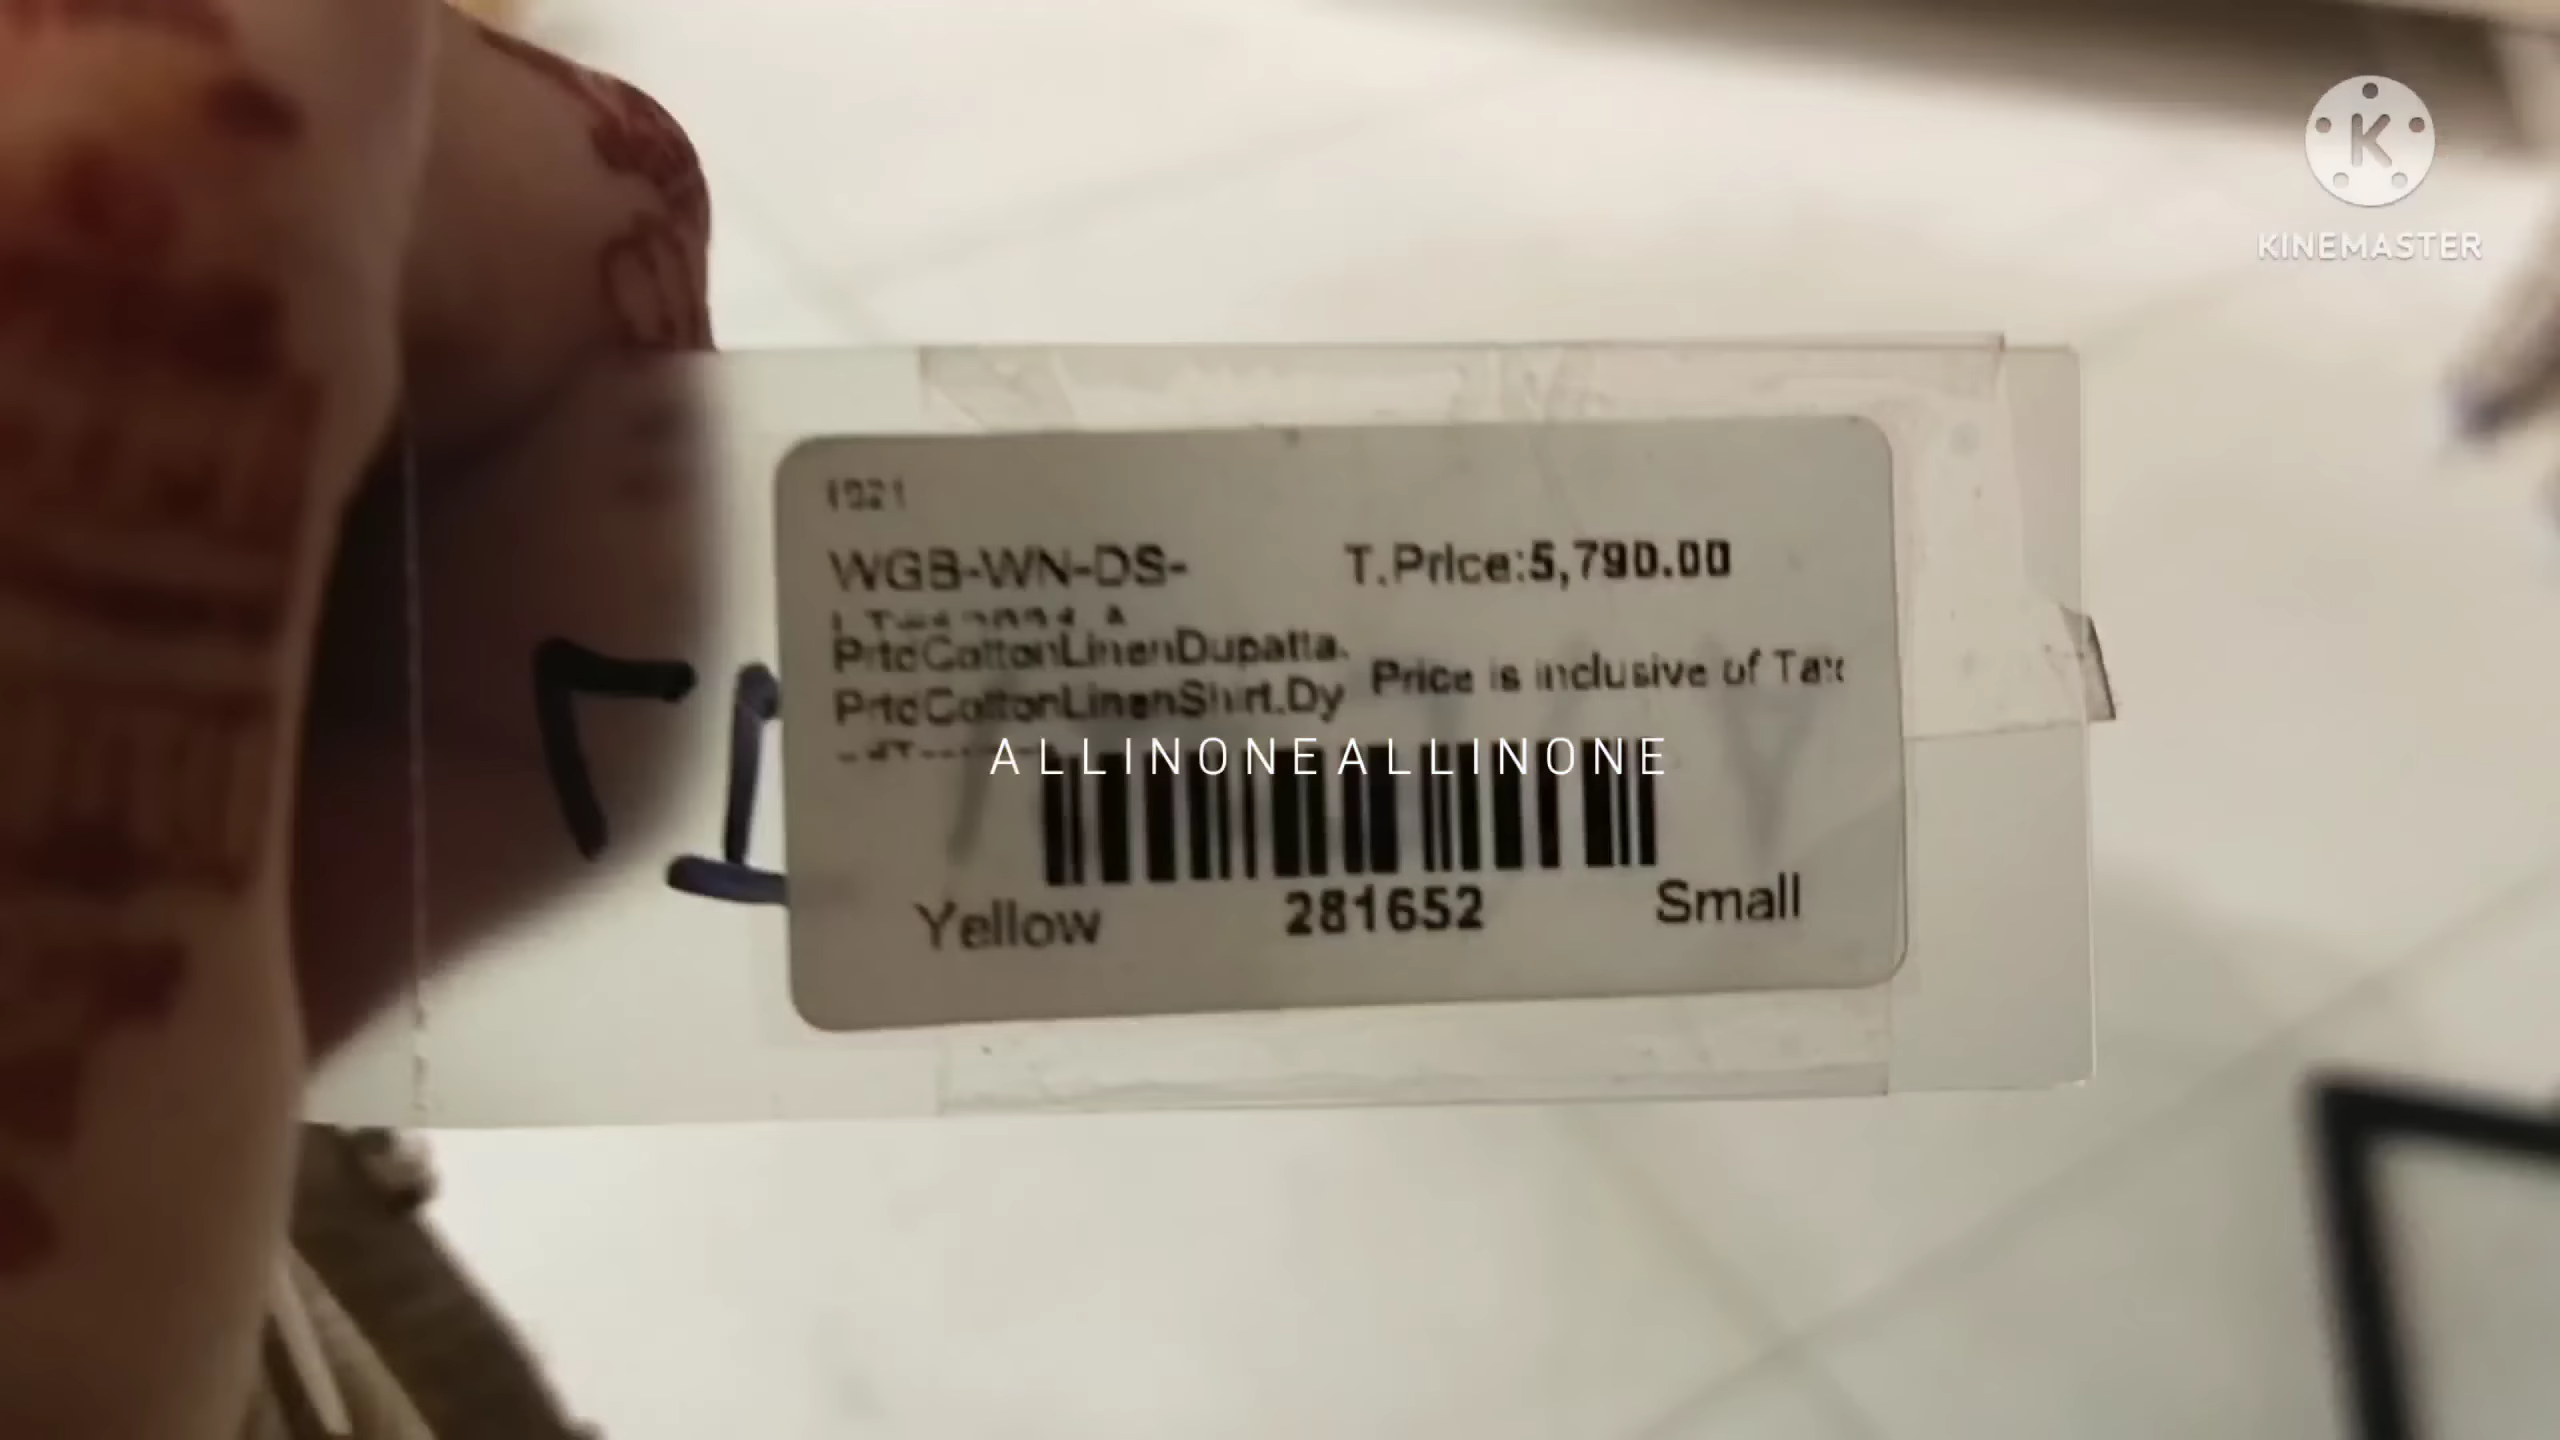 1021
WGB-WN-DS-
T.Price:5,790.00
PrtdCottonLinenDupatta.
PrtdCottonLinenShirt.Dy
Price is inclusive of Tax
ALLINONEALLINONE
Yellow
281652
Small
K
KINEMASTER